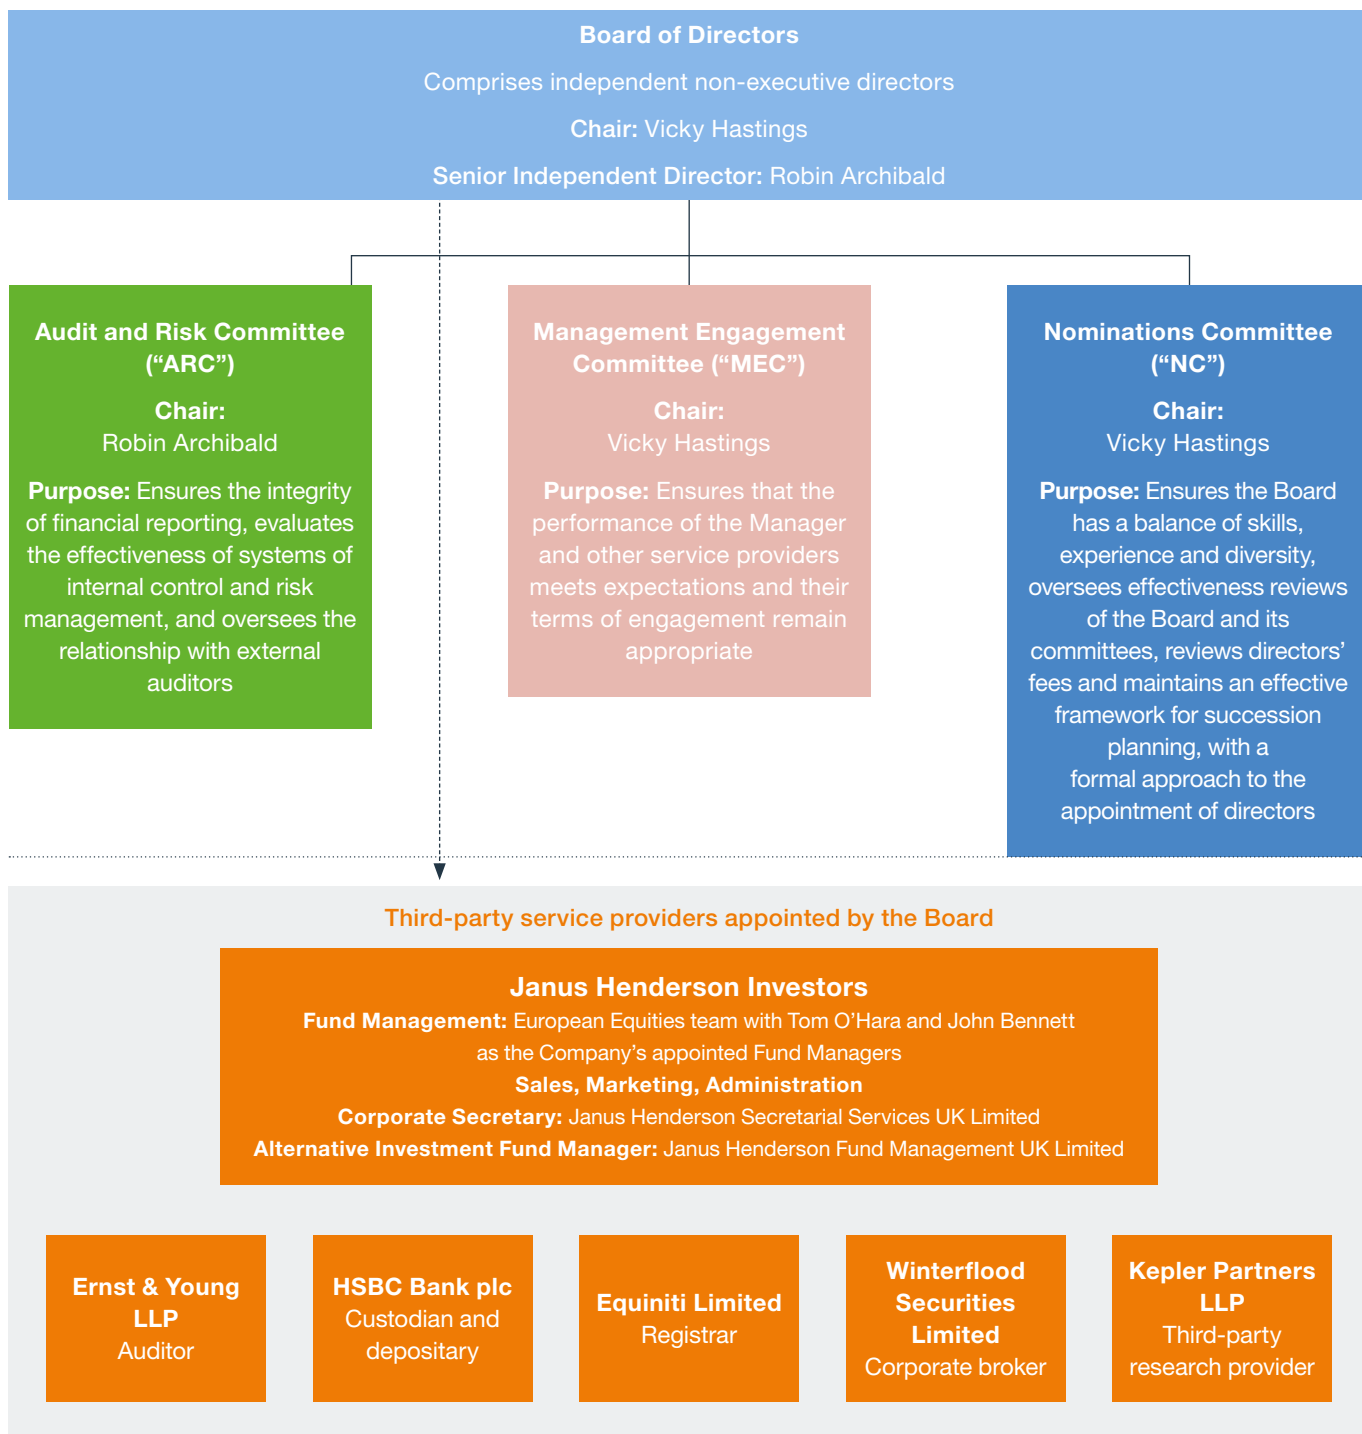 Board of Directors
Comprises independent non-executive directors
Chair: Vicky Hastings
Senior Independent Director: Robin Archibald
Audit and Risk Committee
(“ARC”)
Chair:
Robin Archibald
Purpose: Ensures the integrity
of financial reporting, evaluates
the effectiveness of systems of
internal control and risk
management, and oversees the
relationship with external
auditors
Management Engagement
Committee (“MEC”)
Chair:
Vicky Hastings
Purpose: Ensures that the
performance of the Manager
and other service providers
meets expectations and their
terms of engagement remain
appropriate
Nominations Committee
(“NC”)
Chair:
Vicky Hastings
Purpose: Ensures the Board
has a balance of skills,
experience and diversity,
oversees effectiveness reviews
of the Board and its
committees, reviews directors’
fees and maintains an effective
framework for succession
planning, with a
formal approach to the
appointment of directors
Third-party service providers appointed by the Board
Janus Henderson Investors
Fund Management: European Equities team with Tom O’Hara and John Bennett
as the Company’s appointed Fund Managers
Sales, Marketing, Administration
Corporate Secretary: Janus Henderson Secretarial Services UK Limited
Alternative Investment Fund Manager: Janus Henderson Fund Management UK Limited
Ernst & Young
LLP
Auditor
HSBC Bank plc
Custodian and
depositary
Equiniti Limited
Registrar
Winterflood
Securities
Limited
Corporate broker
Kepler Partners
LLP
Third-party
research provider